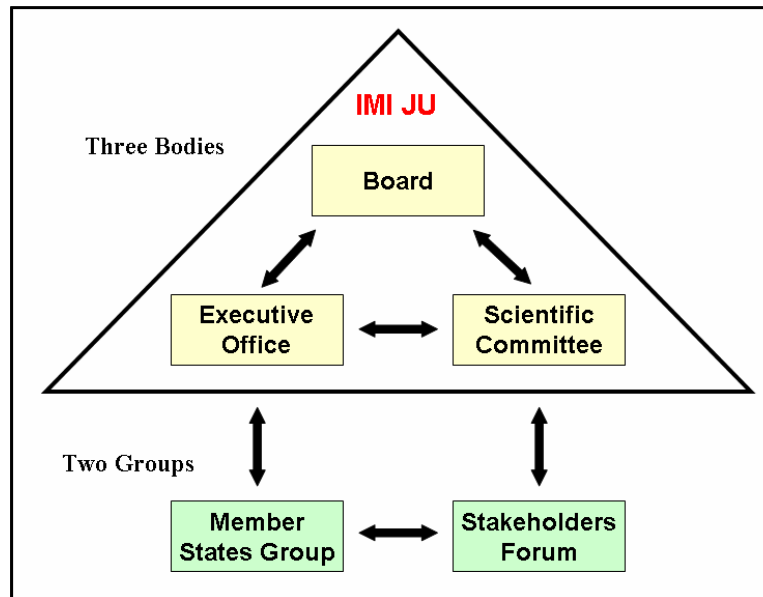 IMI JU
Three Bodies
Board
Executive
Office
Scientific
Committee
Two Groups
Member
States Group
Stakeholders
Forum